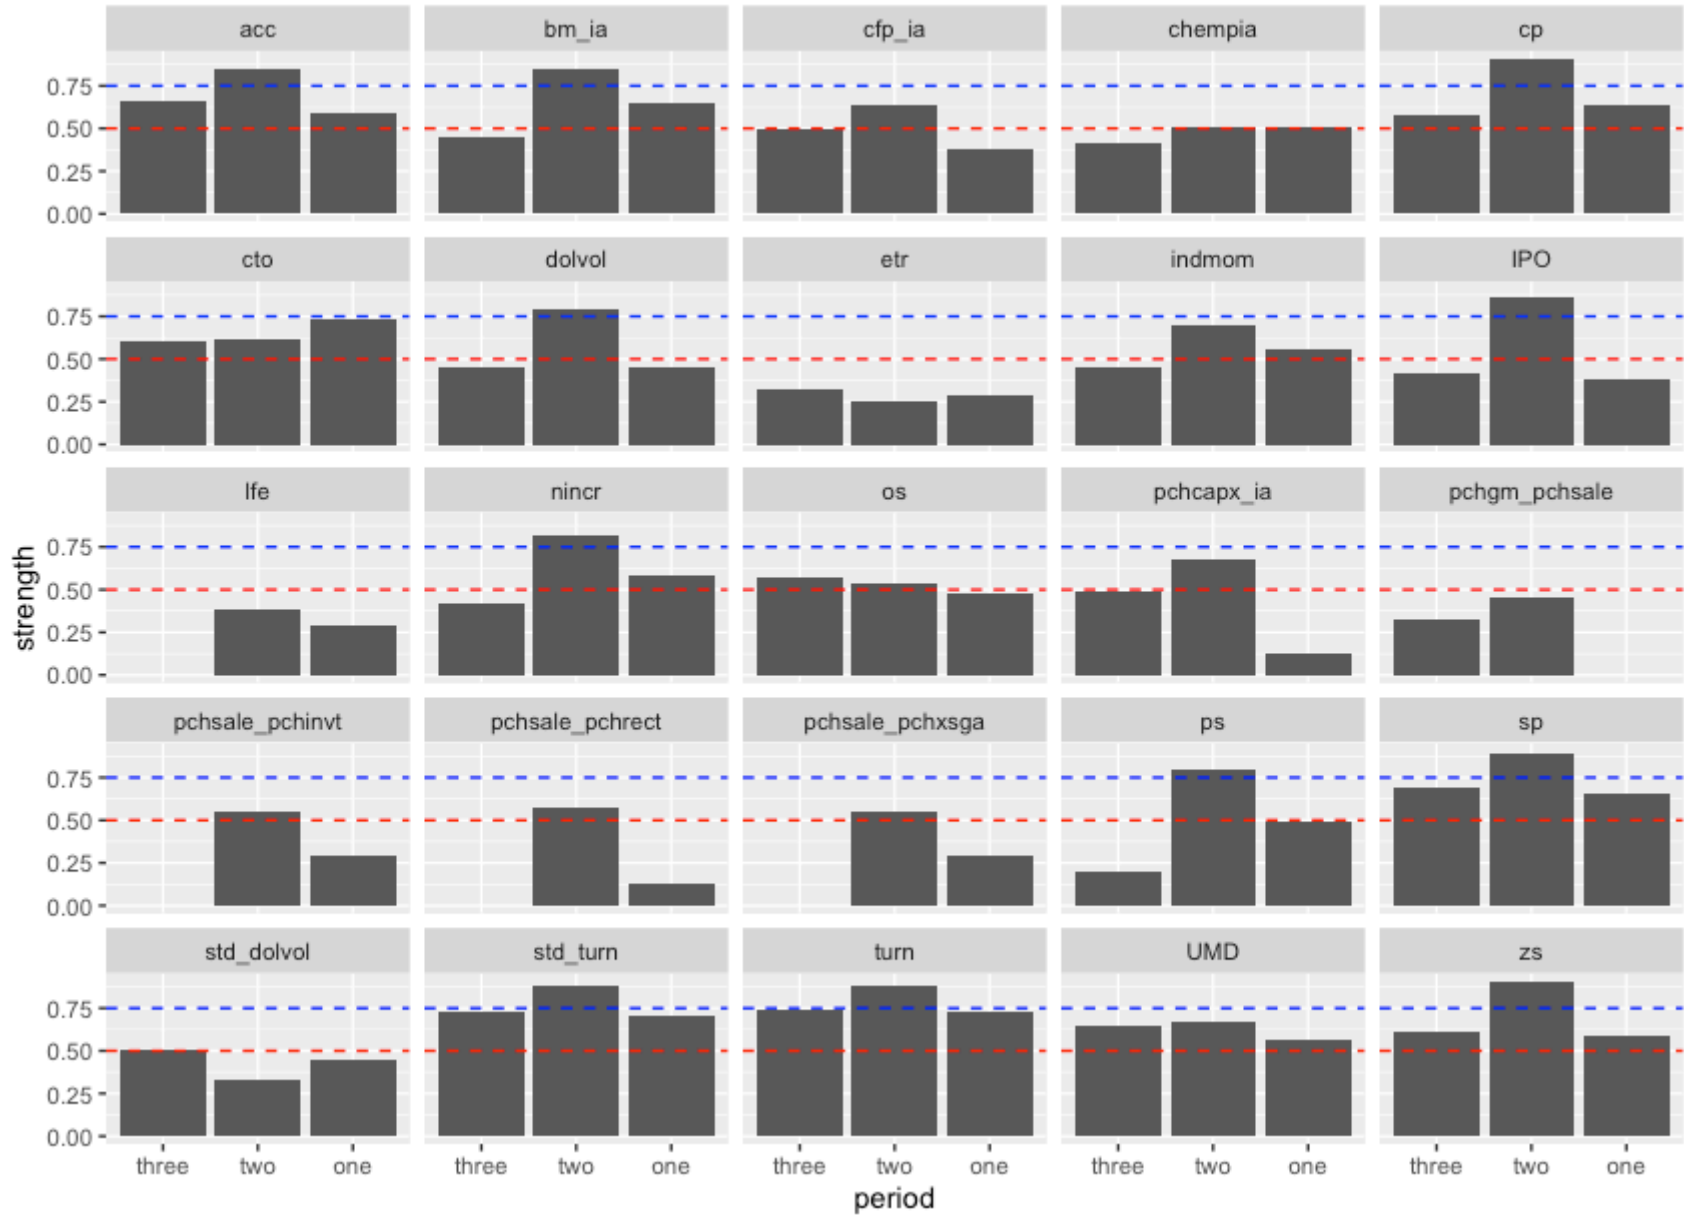 acc bm_ia cfp_ia chempia cp
0.75
0.50
0.25
0.00
cto dolvol etr indmom IPO
0.75
0.50
0.25
0.00
lfe nincr os pchcapx_ia pchgm_pchsale
0.75
0.50
0.25
0.00
strength
pchsale_pchinvt pchsale_pchrect pchsale_pchxsga ps sp
0.75
0.50
0.25
0.00
std_dolvol std_turn turn UMD zs
0.75
0.50
0.25
0.00
three two one three two one three two one three two one three two one
period